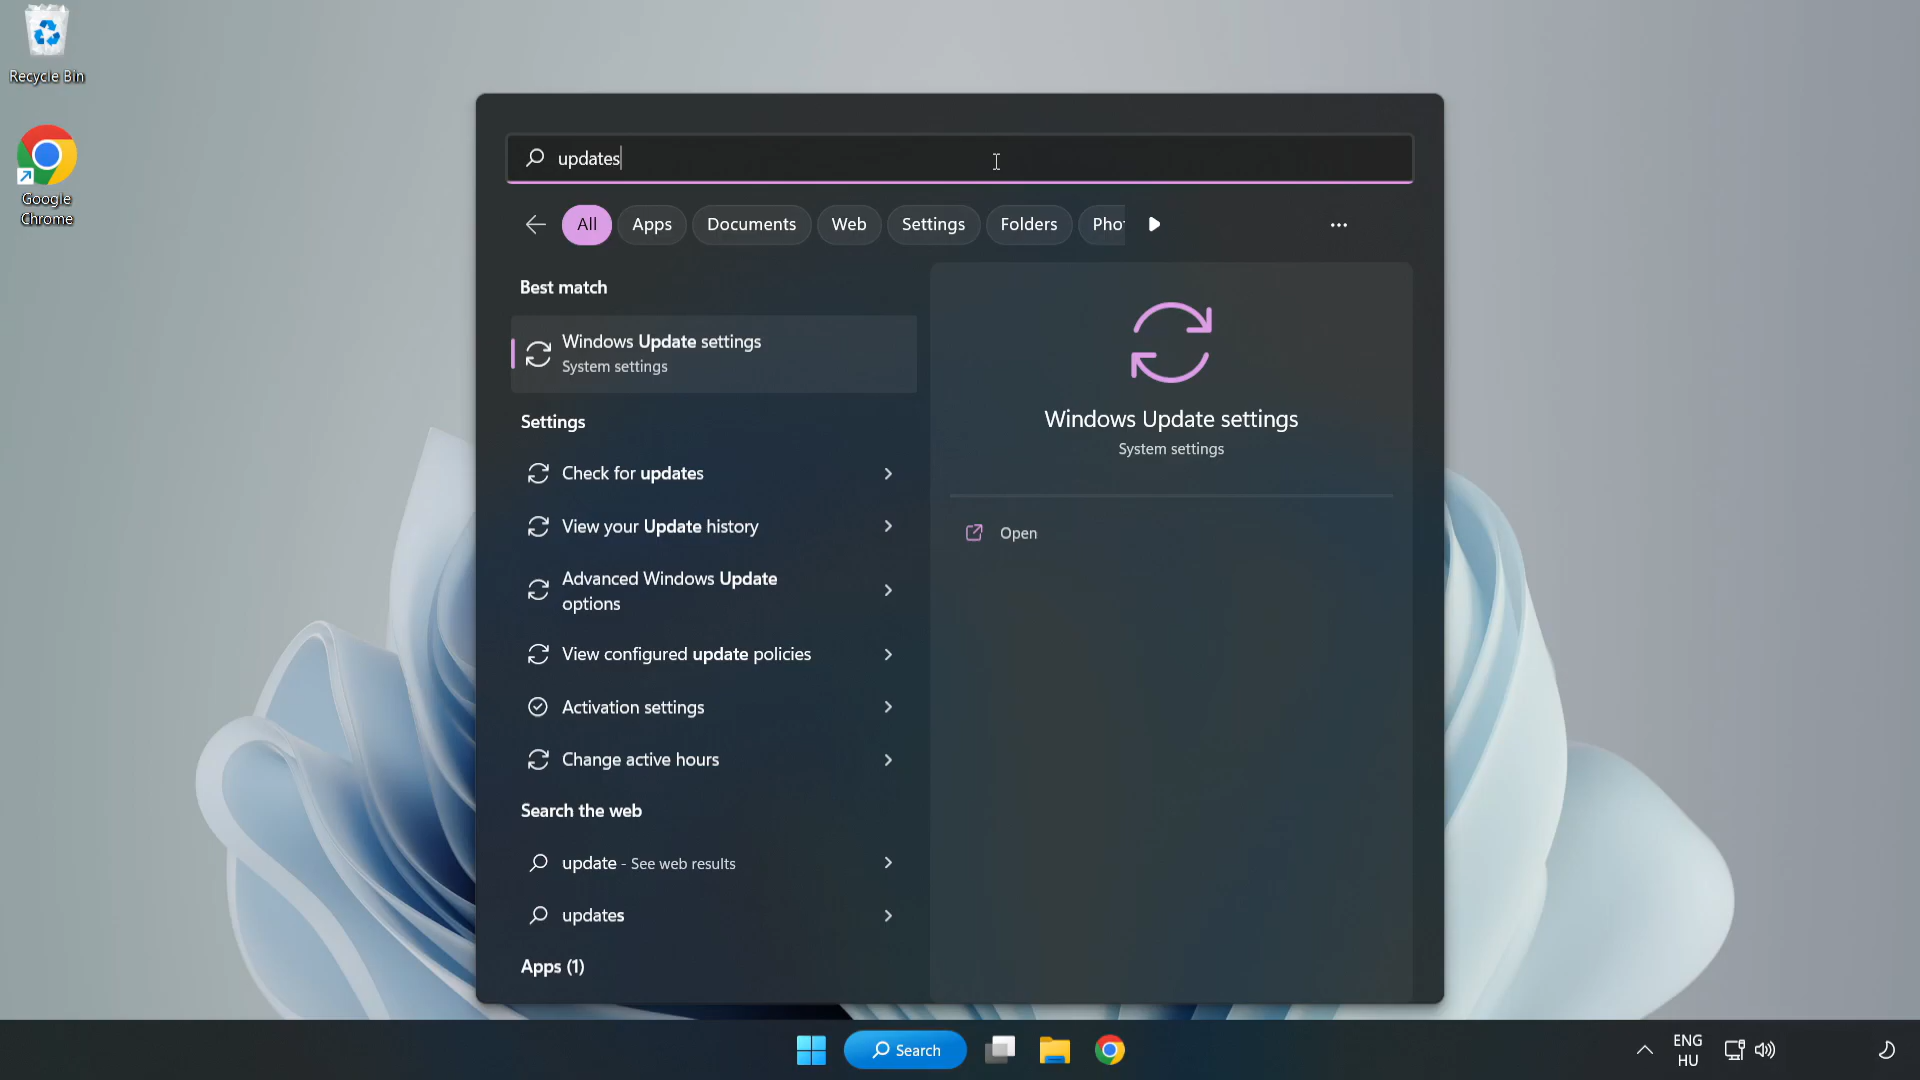 Recycle Bin
Google
Chrome
updates
All
Apps
Documents
Web
Settings
Folders
Best match
Windows Update settings
System settings
Settings
Check for updates
View your Update history
Advanced Windows Update
options
View configured update policies
Activation settings
Change active hours
Search the web
update - See web results
updates
Apps (1)
Windows Update settings
System settings
Open
Search
ENG
HU